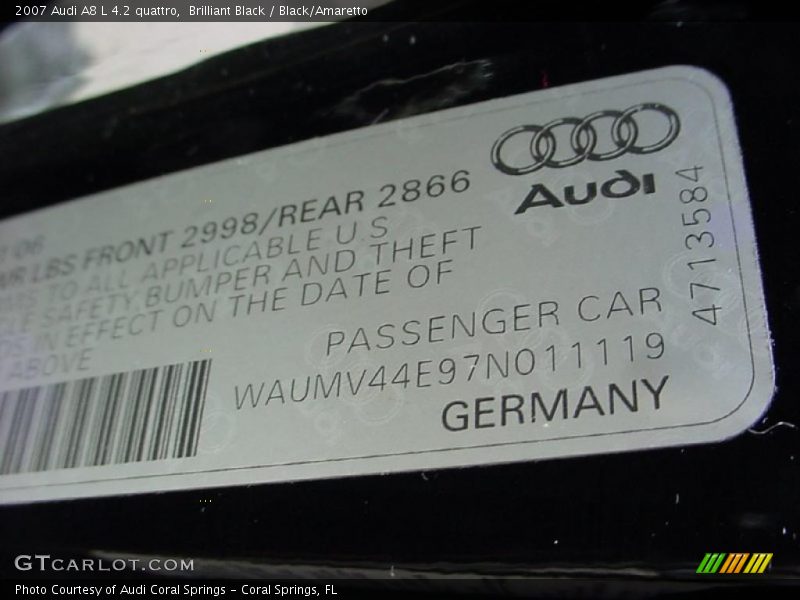 2007 Audi A8 L 4.2 quattro,  Brilliant Black / Black/Amaretto
Audi
06
LBS FRONT 2998/REAR 2866
TO ALL APPLICABLE U S
SAFETY, BUMPER AND THEFT
IN EFFECT ON THE DATE OF
ABOVE
4713584
PASSENGER CAR
WAUMV44E97N011119
GERMANY
GTCARLOT.COM
Photo Courtesy of Audi Coral Springs – Coral Springs, FL